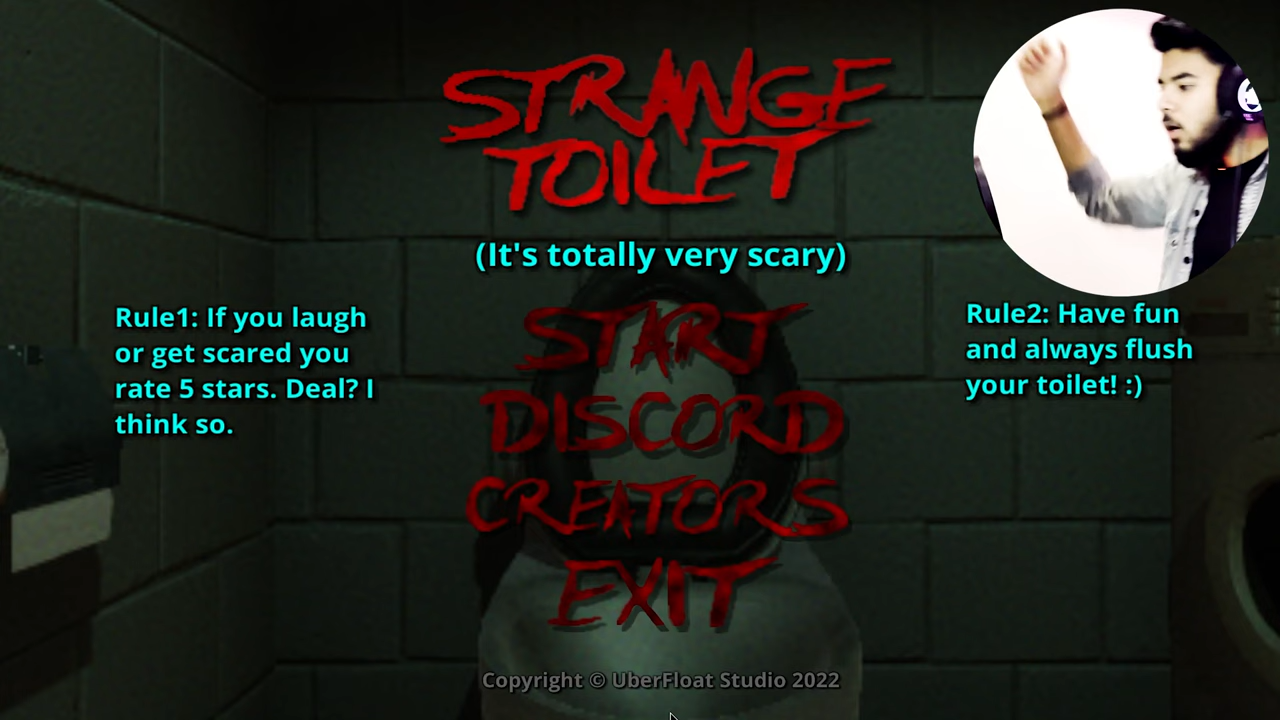 STRANGE
TOILET
(It's totally very scary)
Rule1: If you laugh
or get scared you
rate 5 stars. Deal? I
think so.
Rule2: Have fun
and always flush
your toilet! :)
START
DISCORD
CREATORS
EXIT
Copyright © UberFloat Studio 2022